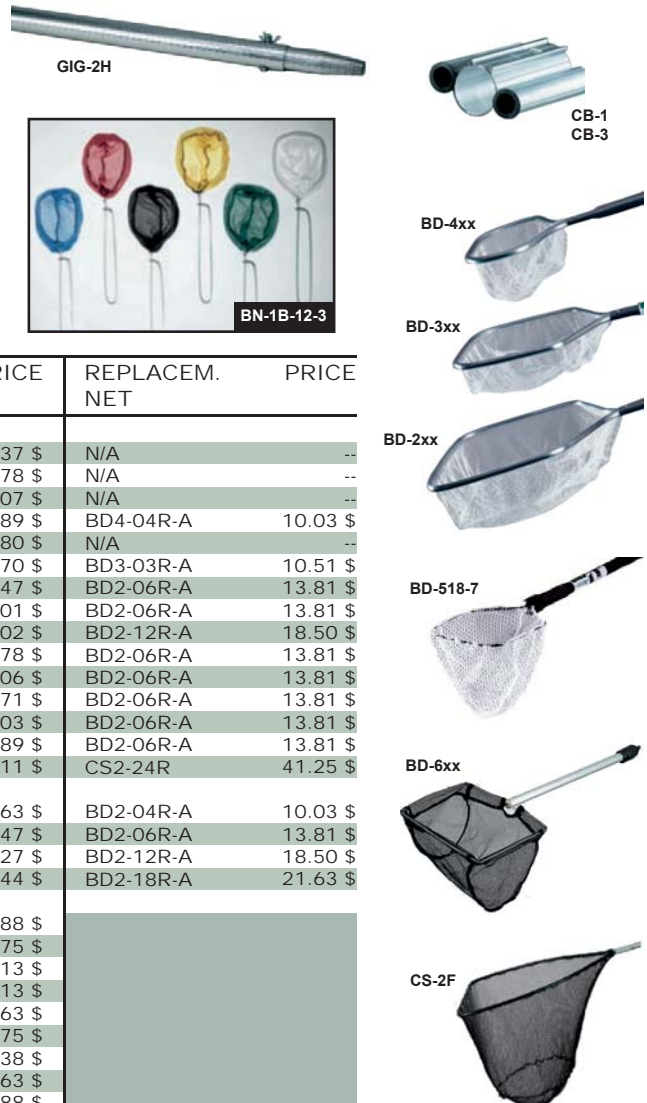 GIG-2H
CB-1
CB-3
BN-1B-12-3
BD-4xx
BD-3xx
BD-2xx
BD-518-7
BD-6xx
CS-2F
RICE REPLACEM. PRICE
NET
37 $ N/A --
78 $ N/A --
07 $ N/A --
89 $ BD4-04R-A 10.03 $
80 $ N/A --
70 $ BD3-03R-A 10.51 $
47 $ BD2-06R-A 13.81 $
01 $ BD2-06R-A 13.81 $
02 $ BD2-12R-A 18.50 $
78 $ BD2-06R-A 13.81 $
06 $ BD2-06R-A 13.81 $
71 $ BD2-06R-A 13.81 $
03 $ BD2-06R-A 13.81 $
89 $ BD2-06R-A 13.81 $
11 $ CS2-24R 41.25 $
63 $ BD2-04R-A 10.03 $
47 $ BD2-06R-A 13.81 $
27 $ BD2-12R-A 18.50 $
44 $ BD2-18R-A 21.63 $
88 $
75 $
13 $
13 $
63 $
75 $
38 $
63 $
88 $